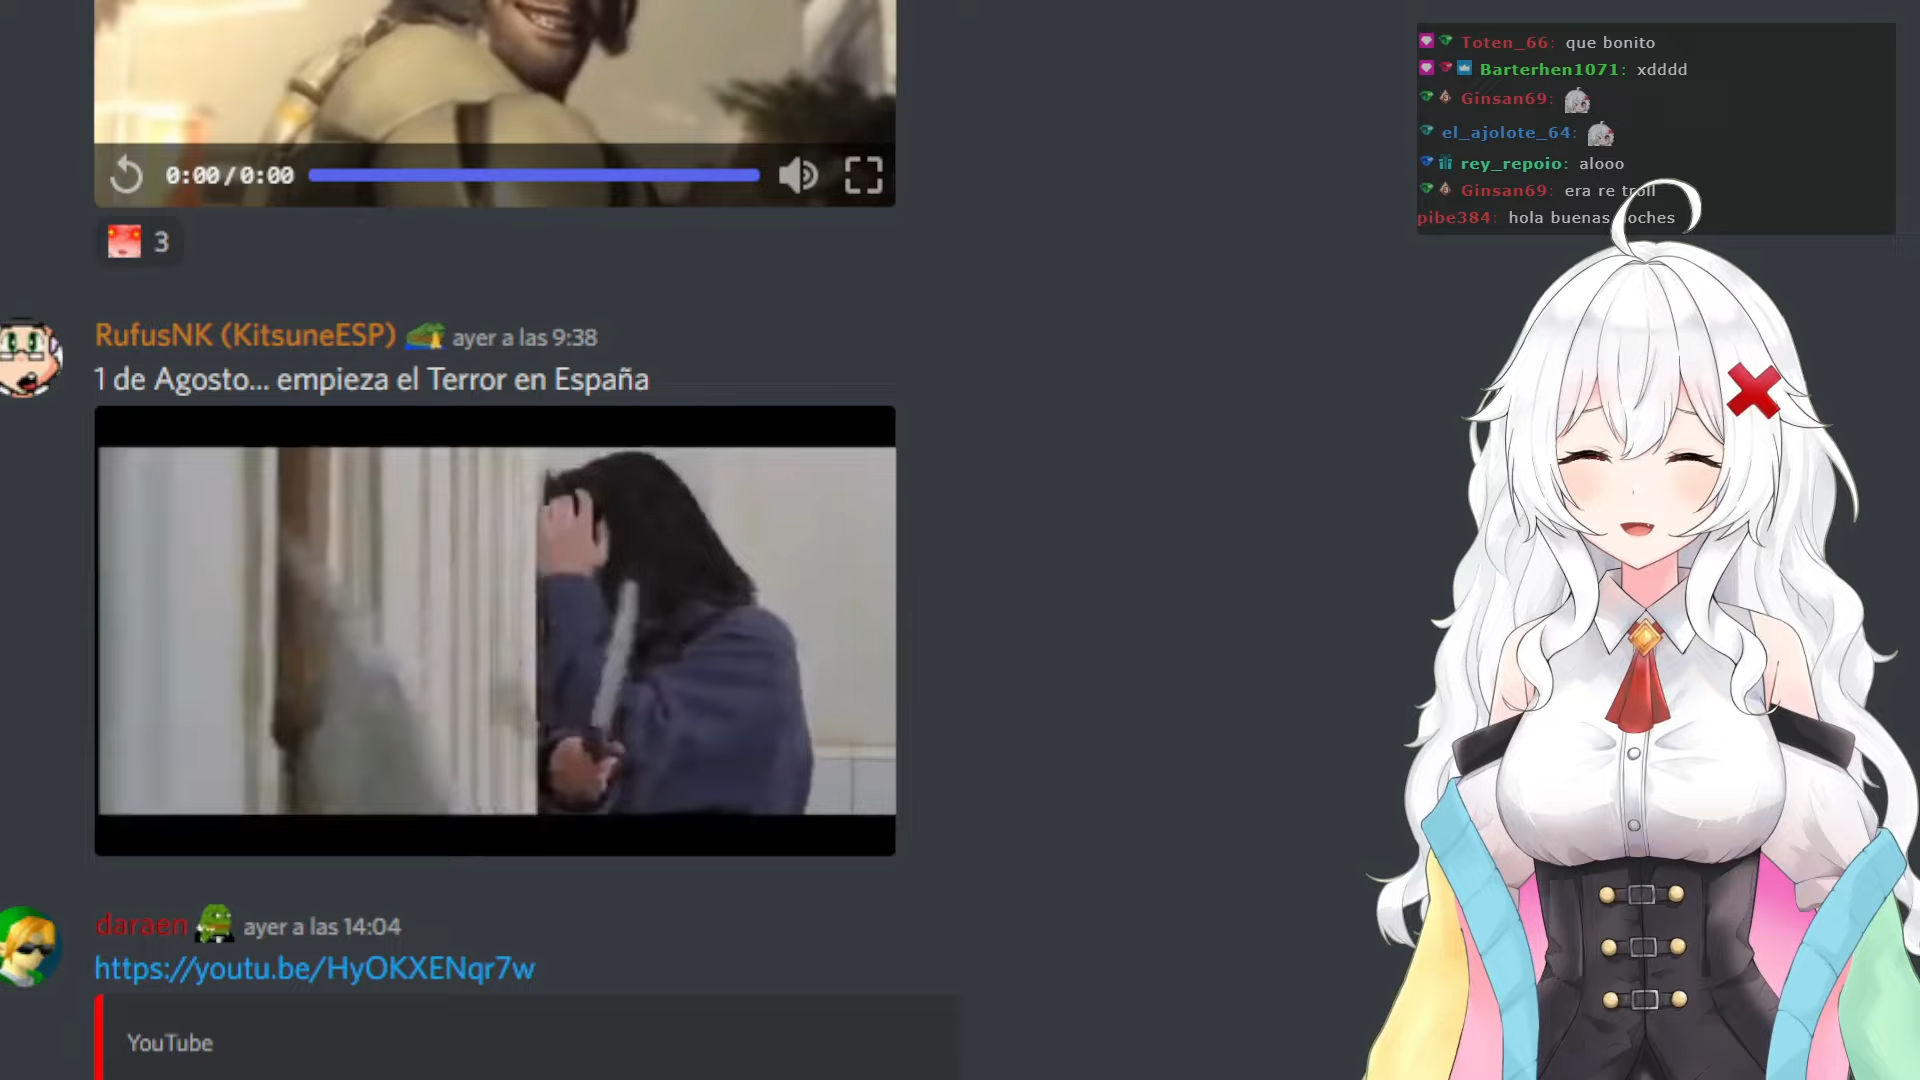 0:00/0:00
3
RufusNK (KitsuneESP) ayer a las 9:38
1 de Agosto... empieza el Terror en España
daraen ayer a las 14:04
https://youtu.be/HyOKXENqr7w
YouTube
Toten_66: que bonito
Barterhen1071: xdddd
Ginsan69:
el_ajolote_64:
rey_repoio: alooo
Ginsan69: era re troll
pibe384: hola buenas oches